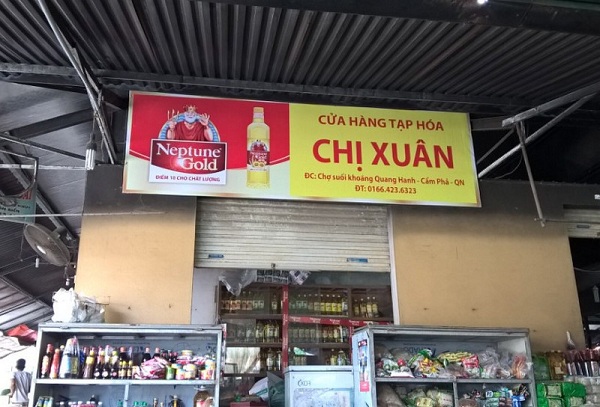 Neptune
Gold
ĐIỂM 10 CHO CHẤT LƯỢNG
CỬA HÀNG TẠP HÓA
CHỊ XUÂN
ĐC: Chợ suối khoáng Quang Hanh - Cẩm Phả - QN
ĐT: 0166.423.6323